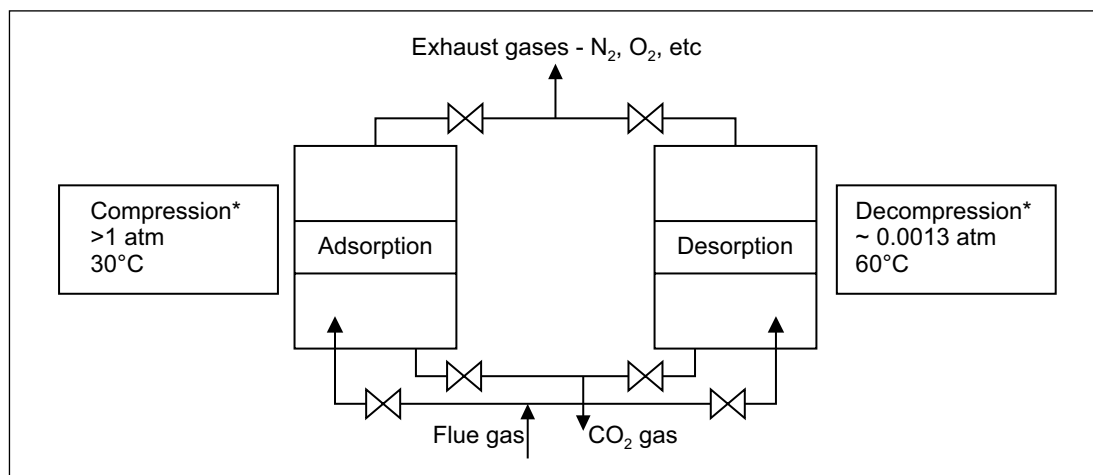 Exhaust gases - N₂, O₂, etc
Compression*
>1 atm
30°C
Adsorption
Desorption
Decompression*
~ 0.0013 atm
60°C
Flue gas
CO₂ gas